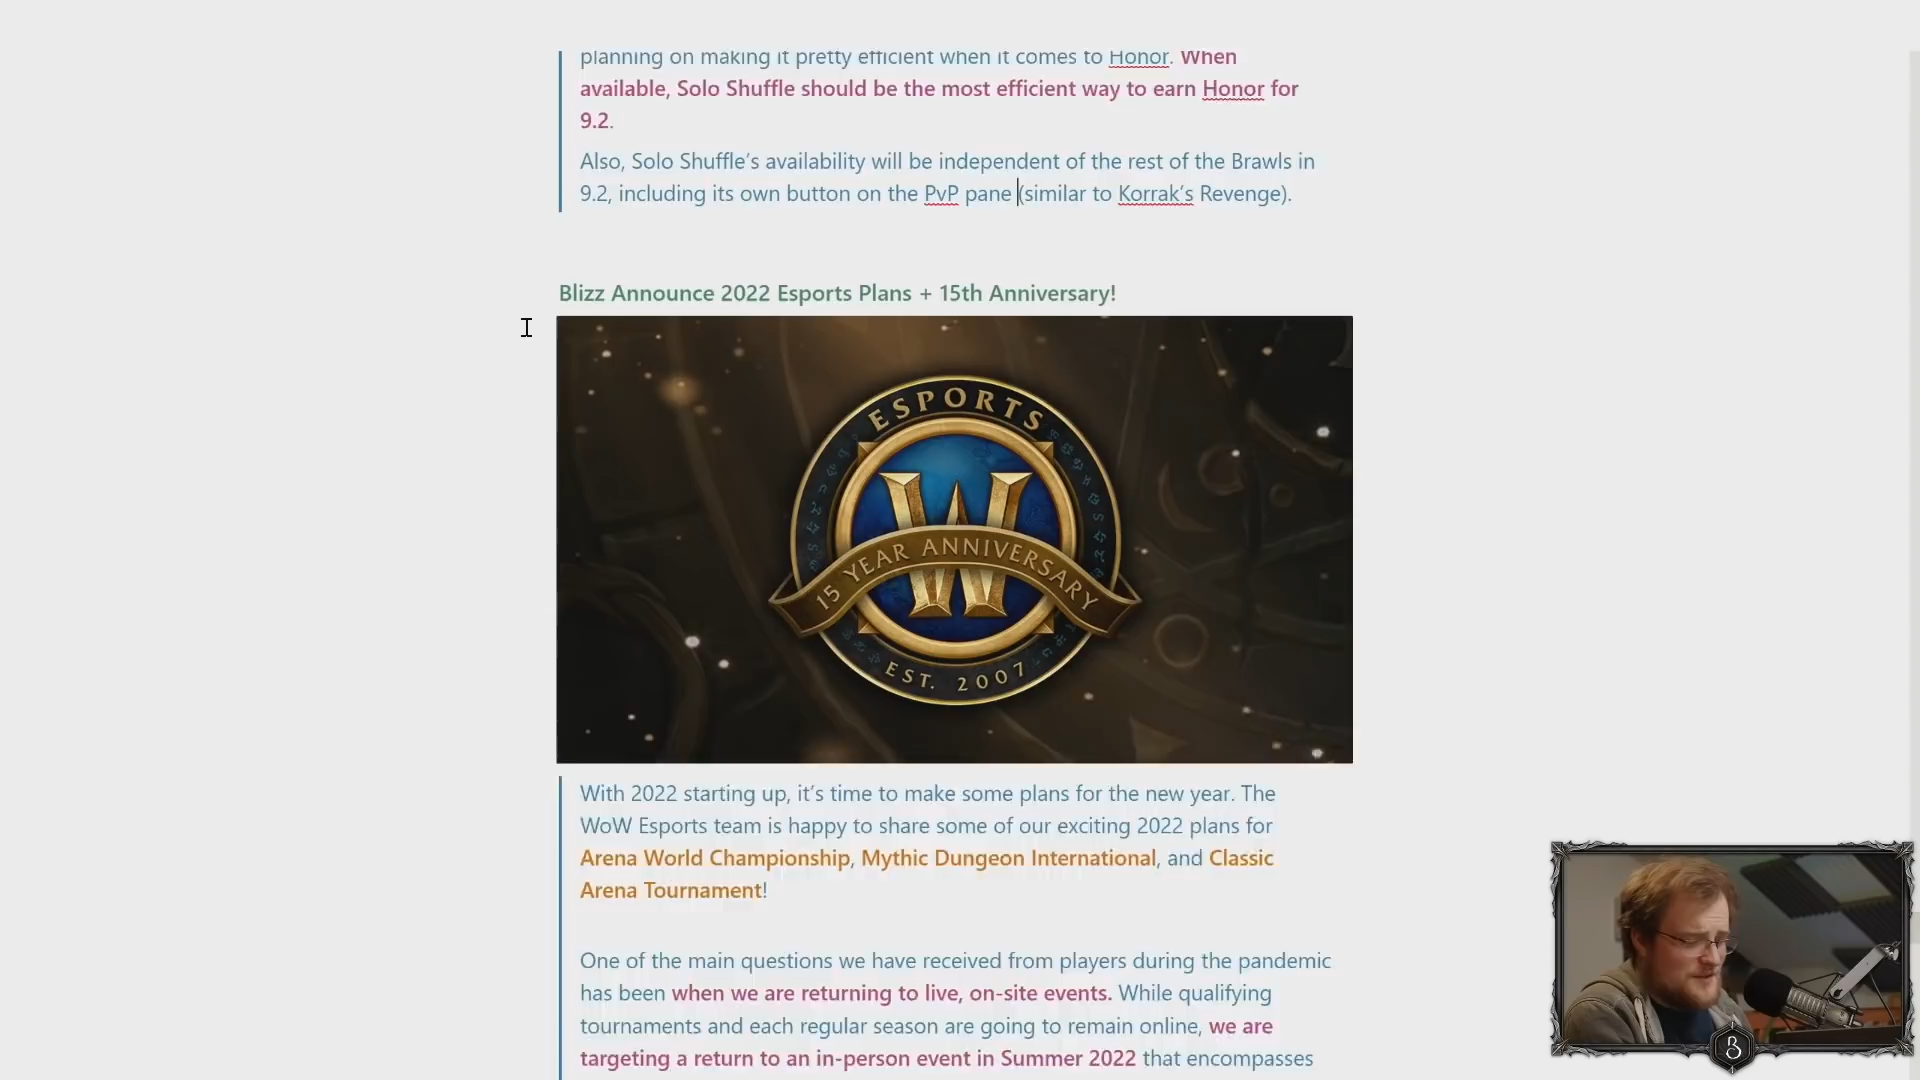 planning on making it pretty efficient when it comes to Honor. When
available, Solo Shuffle should be the most efficient way to earn Honor for
9.2.
Also, Solo Shuffle’s availability will be independent of the rest of the Brawls in
9.2, including its own button on the PvP pane (similar to Korrak’s Revenge).
Blizz Announce 2022 Esports Plans + 15th Anniversary!
ESPORTS
W
15 YEAR ANNIVERSARY
EST. 2007
With 2022 starting up, it’s time to make some plans for the new year. The
WoW Esports team is happy to share some of our exciting 2022 plans for
Arena World Championship, Mythic Dungeon International, and Classic
Arena Tournament!
One of the main questions we have received from players during the pandemic
has been when we are returning to live, on-site events. While qualifying
tournaments and each regular season are going to remain online, we are
targeting a return to an in-person event in Summer 2022 that encompasses
B